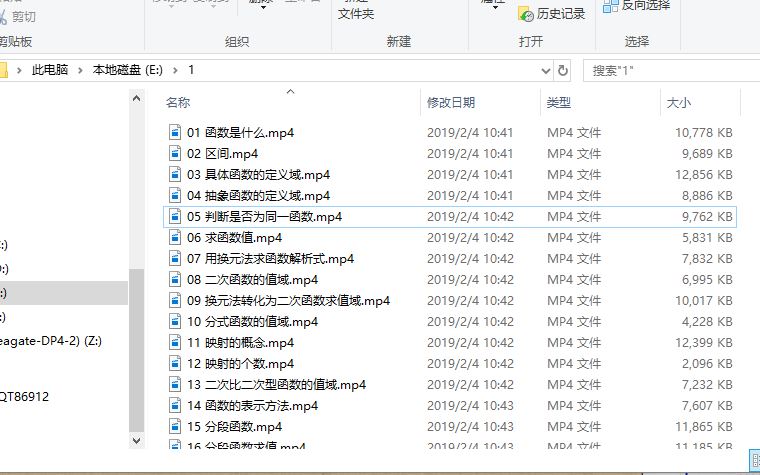 剪切
文件夹
历史记录
反向选择
剪贴板
组织
新建
打开
选择
此电脑 › 本地磁盘 (E:) › 1
搜索"1"
名称 修改日期 类型 大小
01 函数是什么.mp4 2019/2/4 10:41 MP4 文件 10,778 KB
02 区间.mp4 2019/2/4 10:41 MP4 文件 9,689 KB
03 具体函数的定义域.mp4 2019/2/4 10:41 MP4 文件 12,856 KB
04 抽象函数的定义域.mp4 2019/2/4 10:41 MP4 文件 8,886 KB
05 判断是否为同一函数.mp4 2019/2/4 10:42 MP4 文件 9,762 KB
06 求函数值.mp4 2019/2/4 10:42 MP4 文件 5,831 KB
07 用换元法求函数解析式.mp4 2019/2/4 10:42 MP4 文件 7,832 KB
08 二次函数的值域.mp4 2019/2/4 10:42 MP4 文件 6,995 KB
09 换元法转化为二次函数求值域.mp4 2019/2/4 10:42 MP4 文件 10,017 KB
10 分式函数的值域.mp4 2019/2/4 10:42 MP4 文件 4,228 KB
11 映射的概念.mp4 2019/2/4 10:42 MP4 文件 12,399 KB
12 映射的个数.mp4 2019/2/4 10:42 MP4 文件 2,096 KB
13 二次比二次型函数的值域.mp4 2019/2/4 10:42 MP4 文件 7,232 KB
14 函数的表示方法.mp4 2019/2/4 10:43 MP4 文件 7,607 KB
15 分段函数.mp4 2019/2/4 10:43 MP4 文件 11,865 KB
16 分段函数求值.mp4 2019/2/4 10:43 MP4 文件 11,185 KB
:)
:)
:)
:)
eagate-DP4-2) (Z:)
QT86912